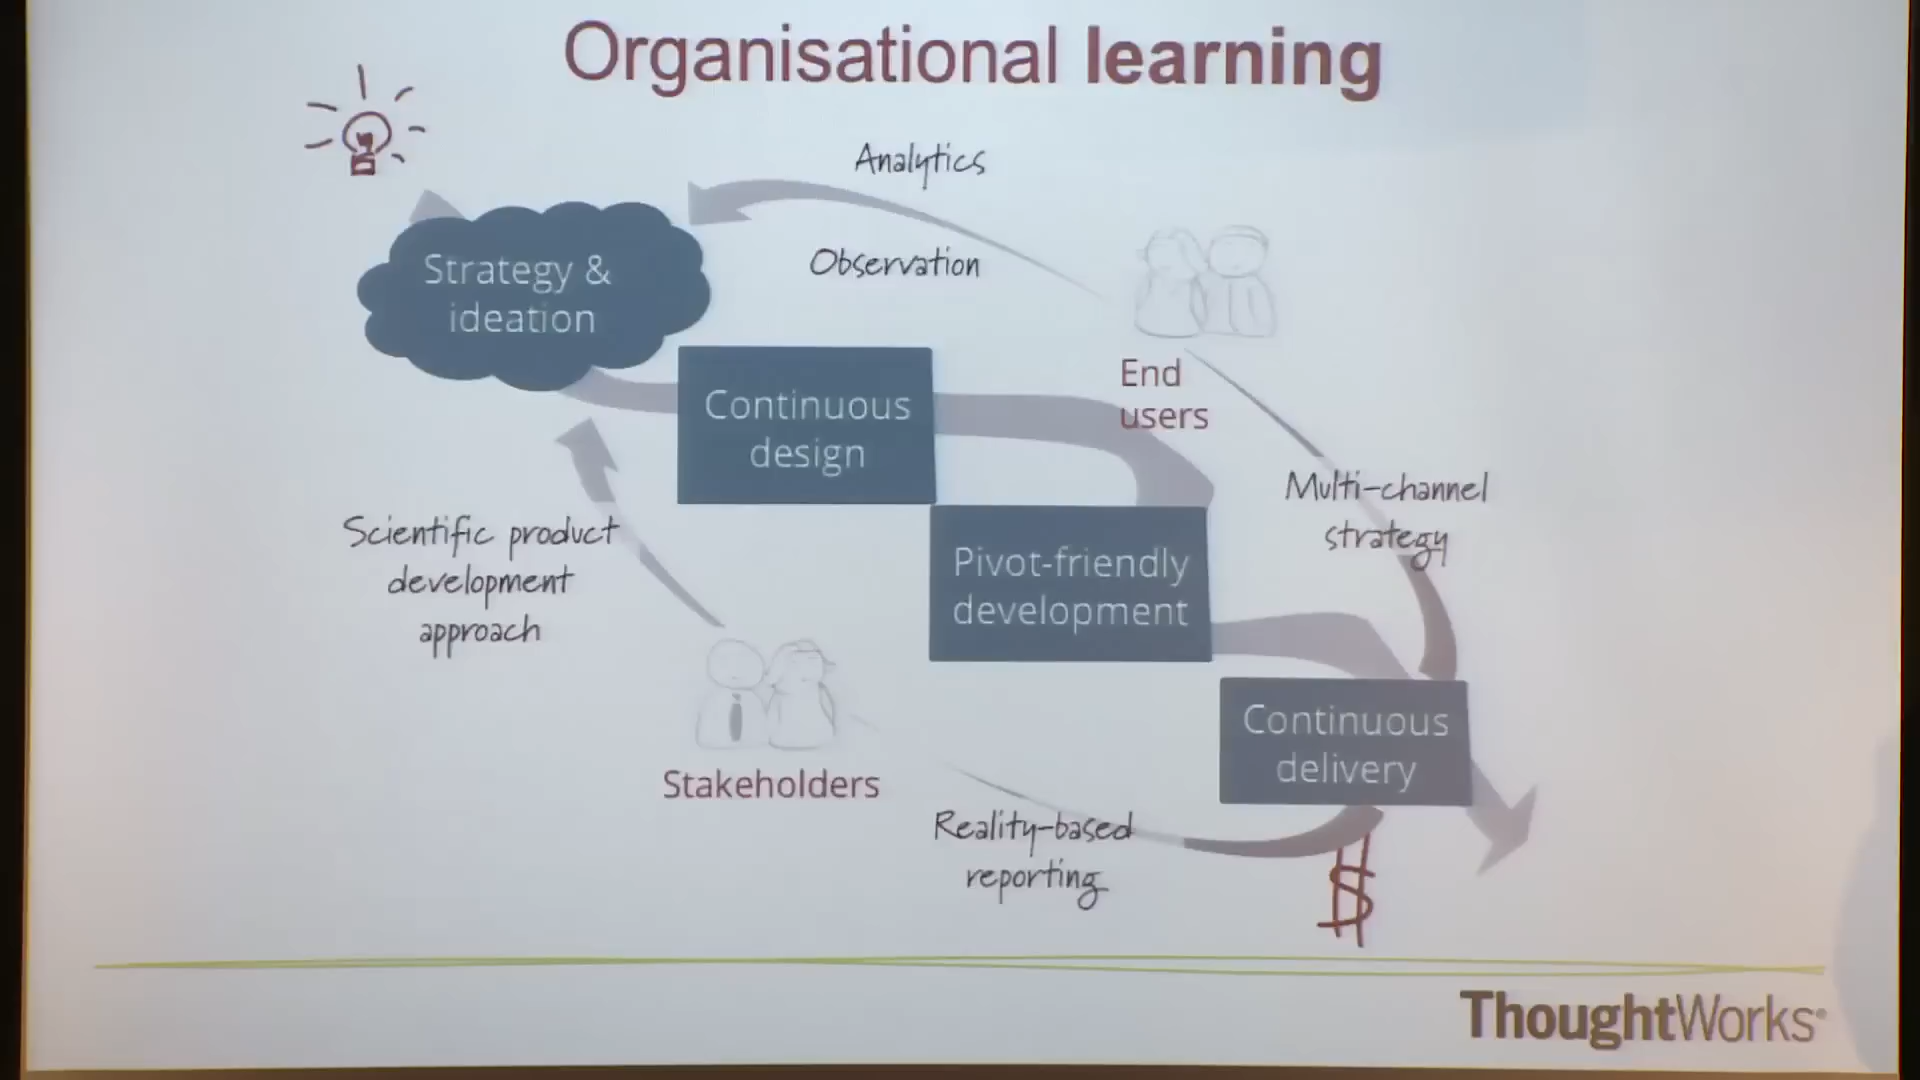 Organisational learning
Analytics
Observation
Strategy &
ideation
End
users
Continuous
design
Multi-channel
strategy
Scientific product
development
approach
Pivot-friendly
development
Stakeholders
Continuous
delivery
Reality-based
reporting
$
ThoughtWorks®